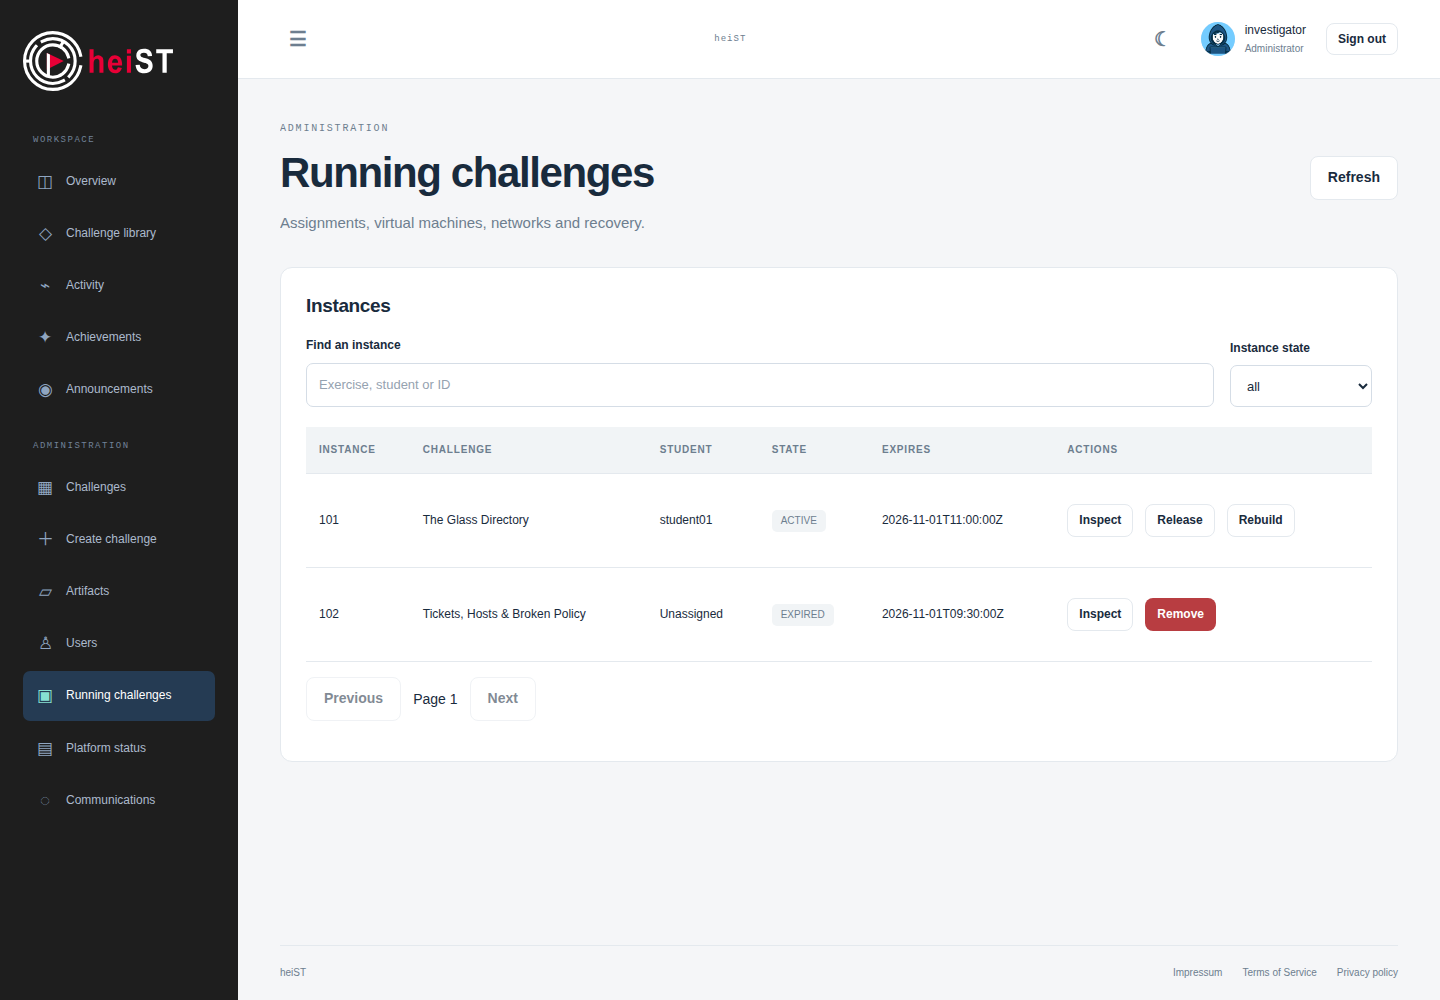 heiST
WORKSPACE
Overview
Challenge library
Activity
Achievements
Announcements
ADMINISTRATION
Challenges
Create challenge
Artifacts
Users
Running challenges
Platform status
Communications
heiST
investigator
Administrator
Sign out
ADMINISTRATION
Running challenges
Refresh
Assignments, virtual machines, networks and recovery.
Instances
Find an instance
Instance state
Exercise, student or ID
all
INSTANCE CHALLENGE STUDENT STATE EXPIRES ACTIONS
101 The Glass Directory student01 ACTIVE 2026-11-01T11:00:00Z Inspect Release Rebuild
102 Tickets, Hosts & Broken Policy Unassigned EXPIRED 2026-11-01T09:30:00Z Inspect Remove
Previous Page 1 Next
heiST
Impressum Terms of Service Privacy policy